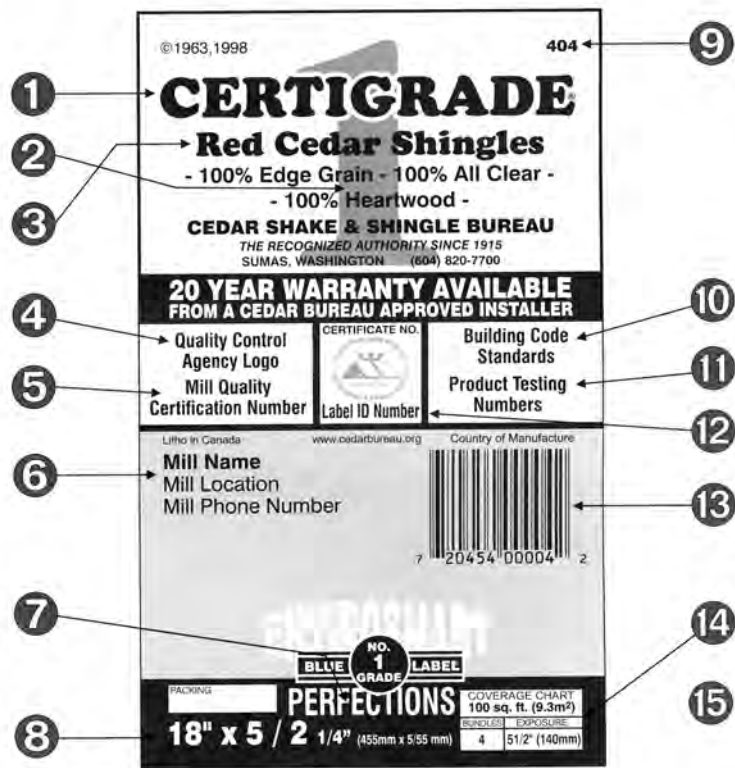 ©1963,1998
404
1
CERTIGRADE®
Red Cedar Shingles
- 100% Edge Grain - 100% All Clear -
- 100% Heartwood -
CEDAR SHAKE & SHINGLE BUREAU
THE RECOGNIZED AUTHORITY SINCE 1915
SUMAS, WASHINGTON (604) 820-7700
20 YEAR WARRANTY AVAILABLE
FROM A CEDAR BUREAU APPROVED INSTALLER
Quality Control
Agency Logo
Mill Quality
Certification Number
CERTIFICATE NO.
Label ID Number
Building Code
Standards
Product Testing
Numbers
Litho in Canada www.cedarbureau.org Country of Manufacture
Mill Name
Mill Location
Mill Phone Number
7 20454 00004 2
NO.
1
GRADE
BLUE LABEL
PACKING
PERFECTIONS
18" x 5 / 2 1/4" (455mm x 5/55 mm)
COVERAGE CHART
100 sq. ft. (9.3m²)
BUNDLES EXPOSURE
4 51/2" (140mm)
1
2
3
4
5
6
7
8
9
10
11
12
13
14
15